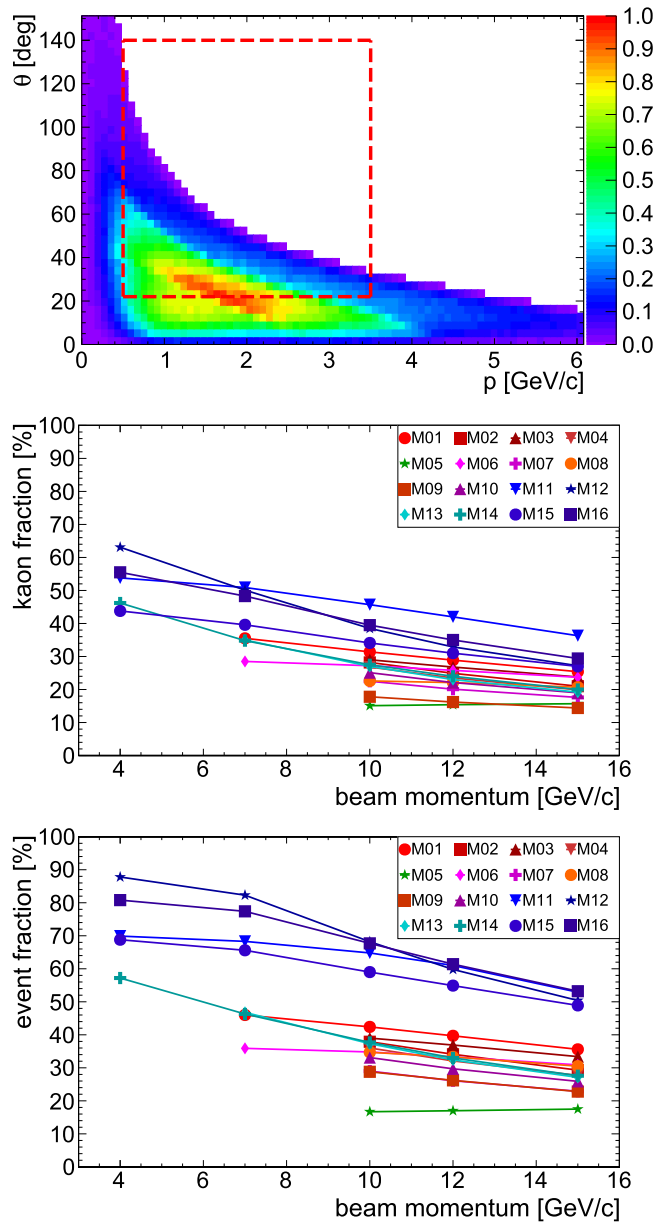 θ [deg]
140
120
100
80
60
40
20
0
0 1 2 3 4 5 6
p [GeV/c]
1.0
0.9
0.8
0.7
0.6
0.5
0.4
0.3
0.2
0.1
0.0
kaon fraction [%]
100
90
80
70
60
50
40
30
20
10
0
M01 M02 M03 M04
M05 M06 M07 M08
M09 M10 M11 M12
M13 M14 M15 M16
4 6 8 10 12 14 16
beam momentum [GeV/c]
event fraction [%]
100
90
80
70
60
50
40
30
20
10
0
M01 M02 M03 M04
M05 M06 M07 M08
M09 M10 M11 M12
M13 M14 M15 M16
4 6 8 10 12 14 16
beam momentum [GeV/c]